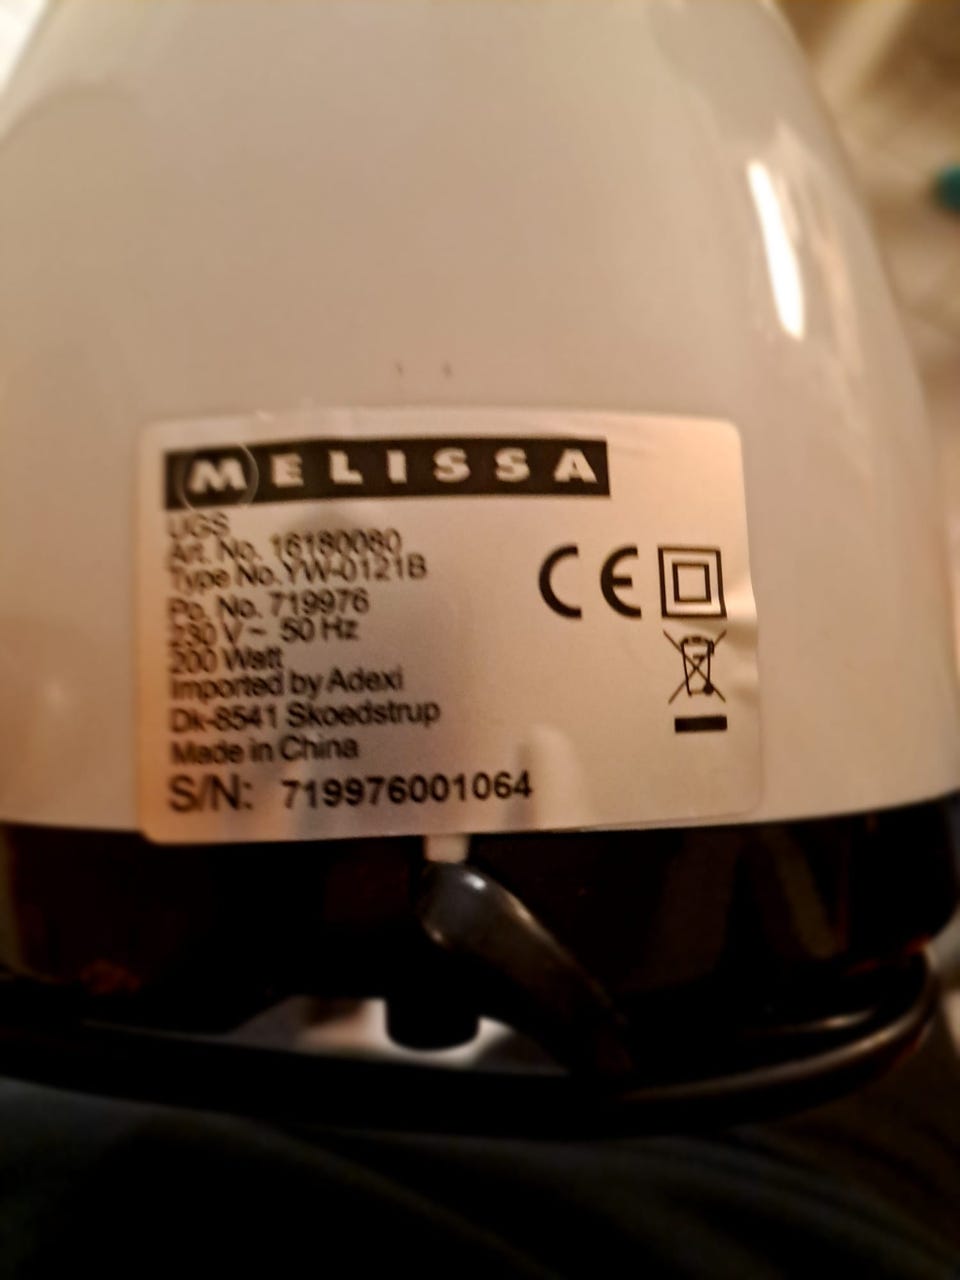 MELISSA
UGS
Art. No. 16180080
Type No.YW-0121B
Po. No. 719976
230 V~ 50 Hz
200 Watt
Imported by Adexi
Dk-8541 Skoedstrup
Made in China
S/N: 719976001064
CE